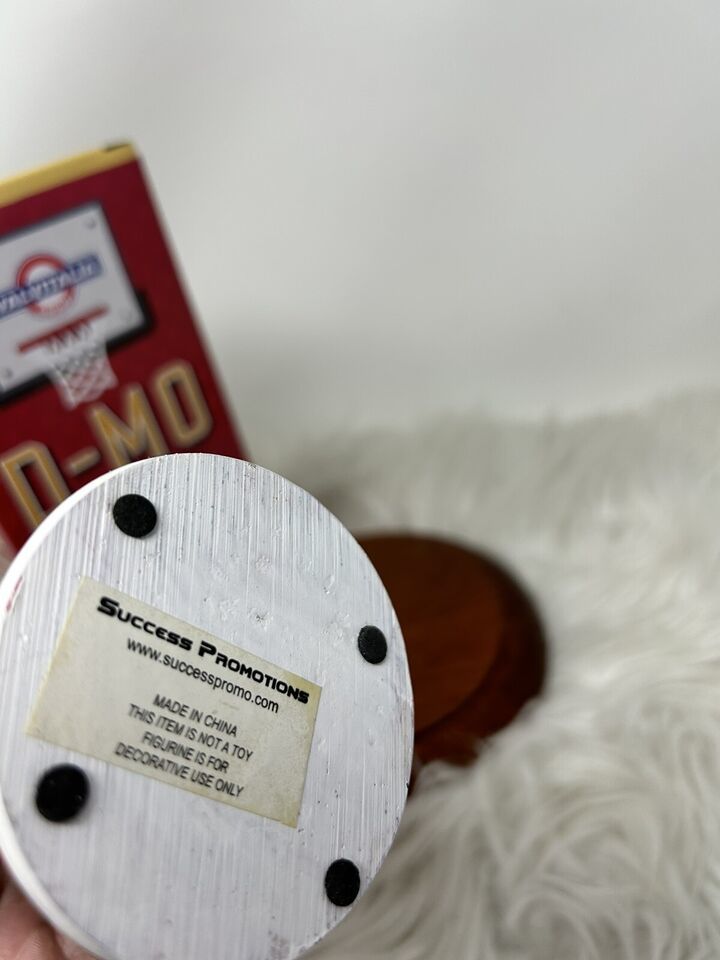 D-MO
SUCCESS PROMOTIONS
www.successpromo.com
MADE IN CHINA
THIS ITEM IS NOT A TOY
FIGURINE IS FOR
DECORATIVE USE ONLY